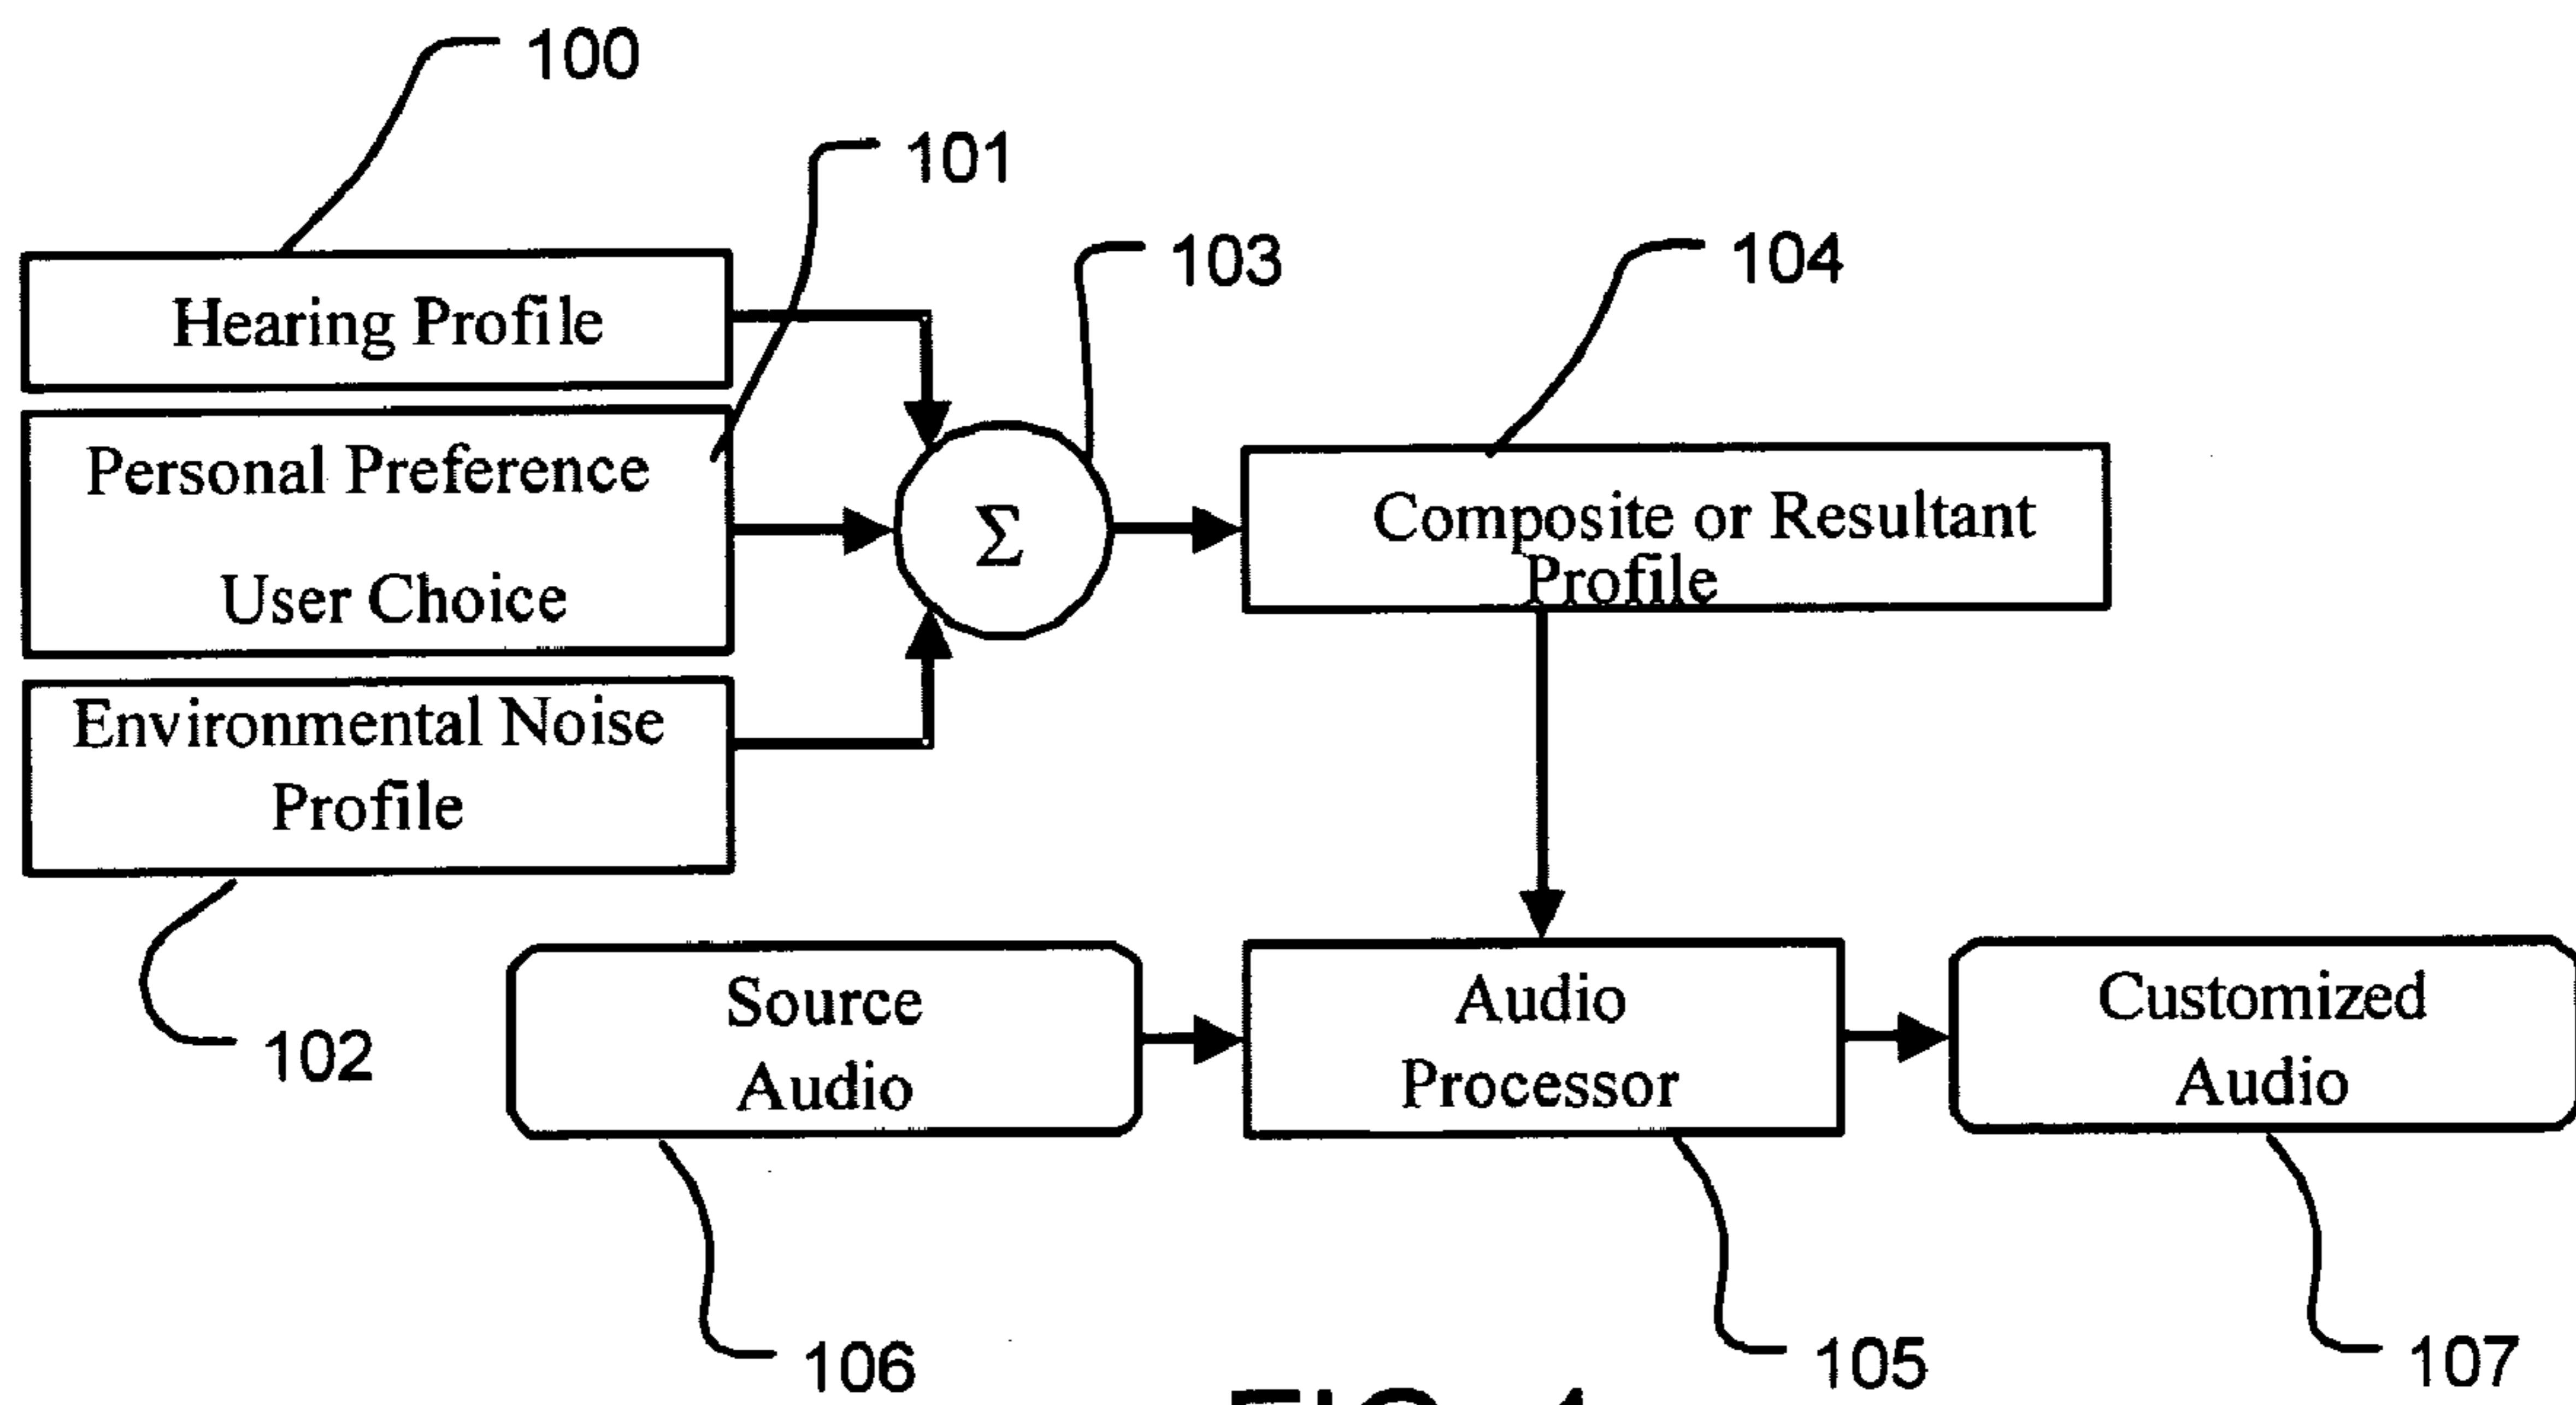 100
101
103
104
Hearing Profile
Personal Preference
User Choice
Σ
Composite or Resultant
Profile
Environmental Noise
Profile
102
Source
Audio
Audio
Processor
Customized
Audio
106
105
107